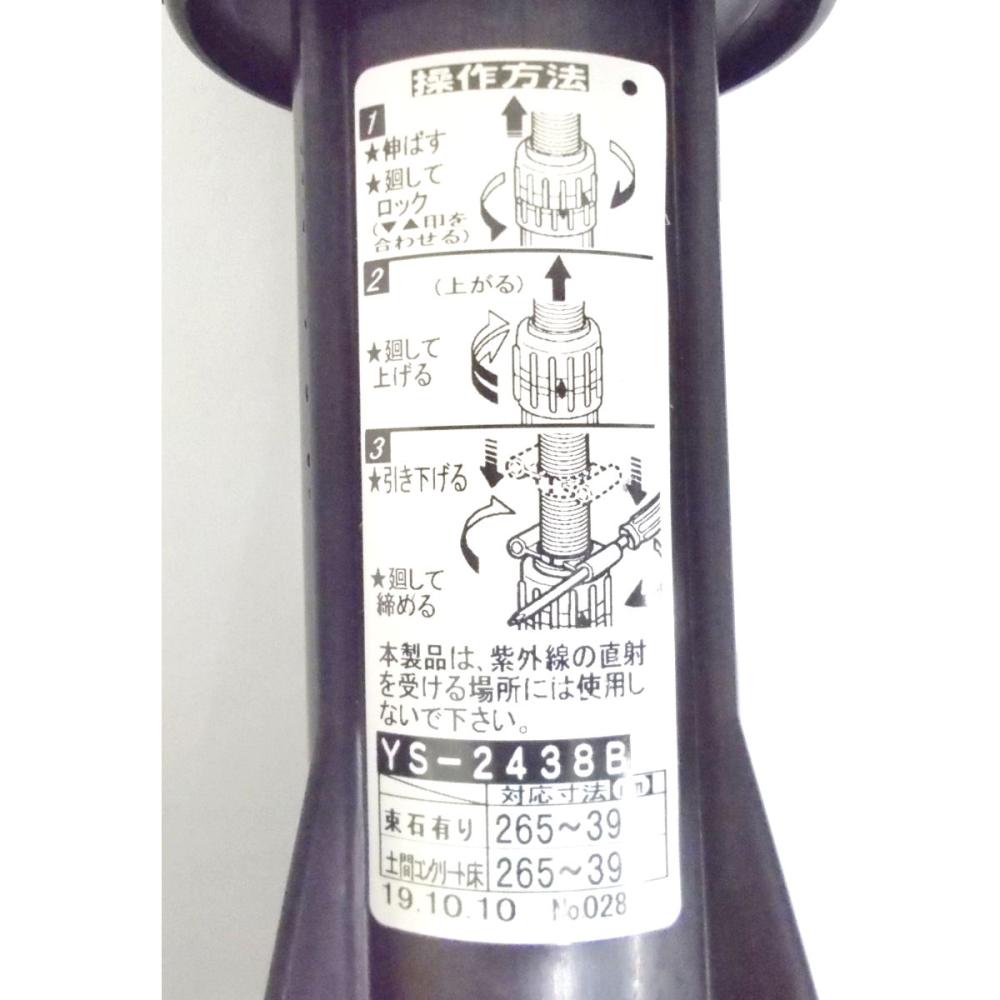 操作方法
1
★伸ばす
★廻して
ロック
(▼▲印を
合わせる)
2
(上がる)
★廻して
上げる
3
★引き下げる
★廻して
締める
本製品は、紫外線の直射
を受ける場所には使用し
ないで下さい。
YS-2438B
対応寸法
束石有り 265~39
土間コンクリート床 265~39
19.10.10 No028